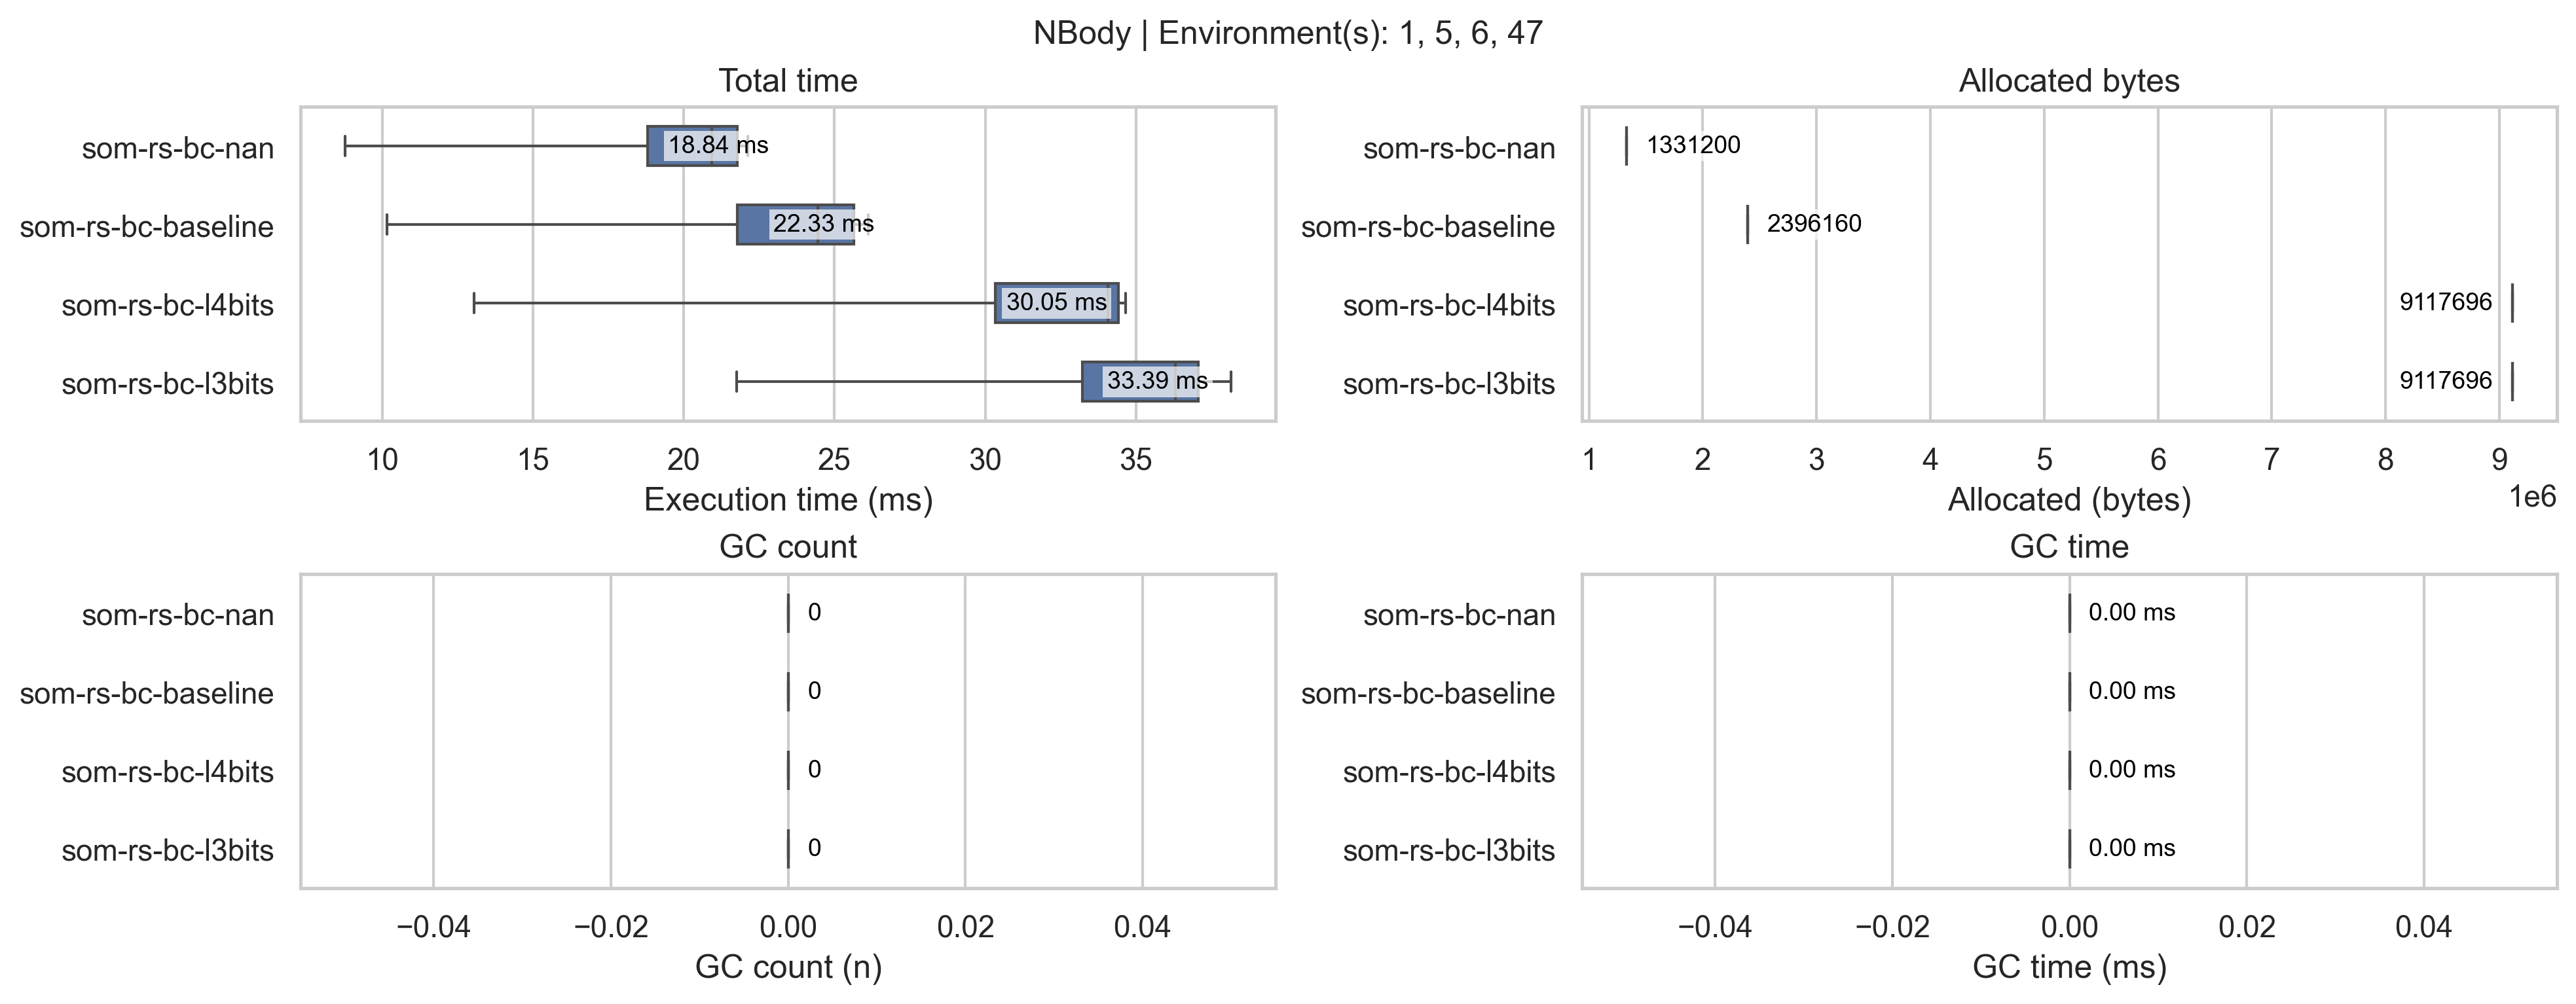 NBody | Environment(s): 1, 5, 6, 47
Total time
som-rs-bc-nan
18.84 ms
som-rs-bc-baseline
22.33 ms
som-rs-bc-l4bits
30.05 ms
som-rs-bc-l3bits
33.39 ms
10 15 20 25 30 35
Execution time (ms)
Allocated bytes
som-rs-bc-nan
1331200
som-rs-bc-baseline
2396160
som-rs-bc-l4bits
9117696
som-rs-bc-l3bits
9117696
1 2 3 4 5 6 7 8 9
1e6
Allocated (bytes)
GC count
som-rs-bc-nan
0
som-rs-bc-baseline
0
som-rs-bc-l4bits
0
som-rs-bc-l3bits
0
−0.04 −0.02 0.00 0.02 0.04
GC count (n)
GC time
som-rs-bc-nan
0.00 ms
som-rs-bc-baseline
0.00 ms
som-rs-bc-l4bits
0.00 ms
som-rs-bc-l3bits
0.00 ms
−0.04 −0.02 0.00 0.02 0.04
GC time (ms)